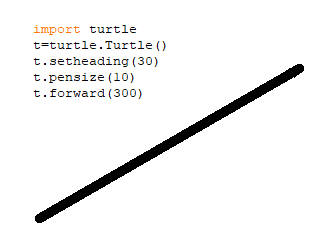 import turtle
t=turtle.Turtle()
t.setheading(30)
t.pensize(10)
t.forward(300)